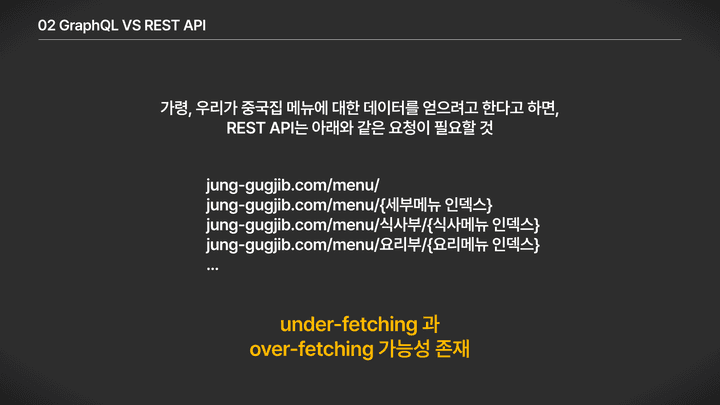 02 GraphQL VS REST API
가령, 우리가 중국집 메뉴에 대한 데이터를 얻으려고 한다고 하면,
REST API는 아래와 같은 요청이 필요할 것
jung-gugjib.com/menu/
jung-gugjib.com/menu/{세부메뉴 인덱스}
jung-gugjib.com/menu/식사부/{식사메뉴 인덱스}
jung-gugjib.com/menu/요리부/{요리메뉴 인덱스}
...
under-fetching 과
over-fetching 가능성 존재